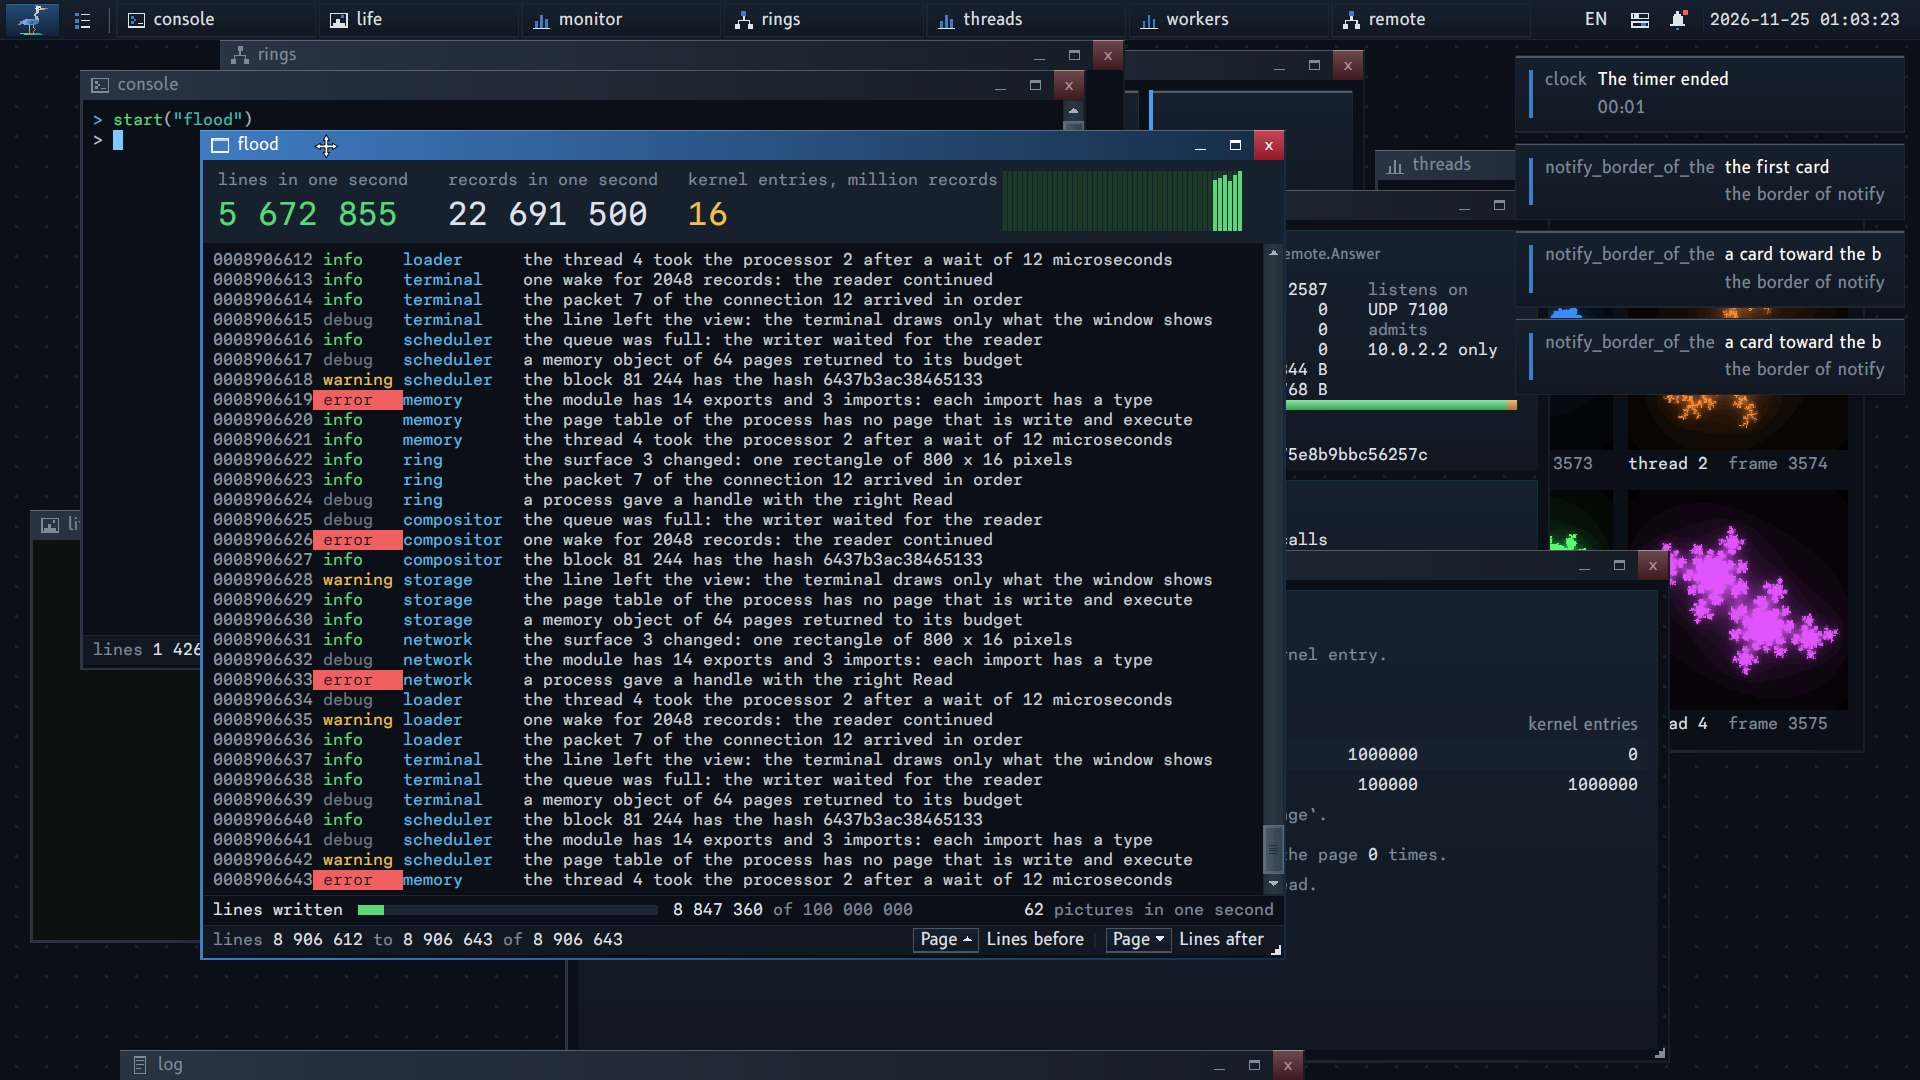 console life monitor rings threads workers remote EN 2026-11-25 01:03:23
rings
console
> start("flood")
>
lines 1 426
li
flood
lines in one second records in one second kernel entries, million records
5 672 855 22 691 500 16
0008906612 info loader the thread 4 took the processor 2 after a wait of 12 microseconds
0008906613 info terminal one wake for 2048 records: the reader continued
0008906614 info terminal the packet 7 of the connection 12 arrived in order
0008906615 debug terminal the line left the view: the terminal draws only what the window shows
0008906616 info scheduler the queue was full: the writer waited for the reader
0008906617 debug scheduler a memory object of 64 pages returned to its budget
0008906618 warning scheduler the block 81 244 has the hash 6437b3ac38465133
0008906619 error memory the module has 14 exports and 3 imports: each import has a type
0008906620 info memory the page table of the process has no page that is write and execute
0008906621 info memory the thread 4 took the processor 2 after a wait of 12 microseconds
0008906622 info ring the surface 3 changed: one rectangle of 800 x 16 pixels
0008906623 info ring the packet 7 of the connection 12 arrived in order
0008906624 debug ring a process gave a handle with the right Read
0008906625 debug compositor the queue was full: the writer waited for the reader
0008906626 error compositor one wake for 2048 records: the reader continued
0008906627 info compositor the block 81 244 has the hash 6437b3ac38465133
0008906628 warning storage the line left the view: the terminal draws only what the window shows
0008906629 info storage the page table of the process has no page that is write and execute
0008906630 info storage a memory object of 64 pages returned to its budget
0008906631 info network the surface 3 changed: one rectangle of 800 x 16 pixels
0008906632 debug network the module has 14 exports and 3 imports: each import has a type
0008906633 error network a process gave a handle with the right Read
0008906634 debug loader the thread 4 took the processor 2 after a wait of 12 microseconds
0008906635 warning loader one wake for 2048 records: the reader continued
0008906636 info loader the packet 7 of the connection 12 arrived in order
0008906637 info terminal the line left the view: the terminal draws only what the window shows
0008906638 info terminal the queue was full: the writer waited for the reader
0008906639 debug terminal a memory object of 64 pages returned to its budget
0008906640 info scheduler the block 81 244 has the hash 6437b3ac38465133
0008906641 debug scheduler the module has 14 exports and 3 imports: each import has a type
0008906642 warning scheduler the page table of the process has no page that is write and execute
0008906643 error memory the thread 4 took the processor 2 after a wait of 12 microseconds
lines written 8 847 360 of 100 000 000 62 pictures in one second
lines 8 906 612 to 8 906 643 of 8 906 643 Page Lines before Page Lines after
threads
clock The timer ended
00:01
notify_border_of_the the first card
the border of notify
notify_border_of_the a card toward the b
the border of notify
notify_border_of_the a card toward the b
the border of notify
emote.Answer
2587 listens on
0 UDP 7100
0 admits
0 10.0.2.2 only
344 B
768 B
75e8b9bbc56257c
calls
3573 thread 2 frame 3574
ad 4 frame 3575
nel entry.
kernel entries
1000000 0
100000 1000000
ge`.
he page 0 times.
ad.
log